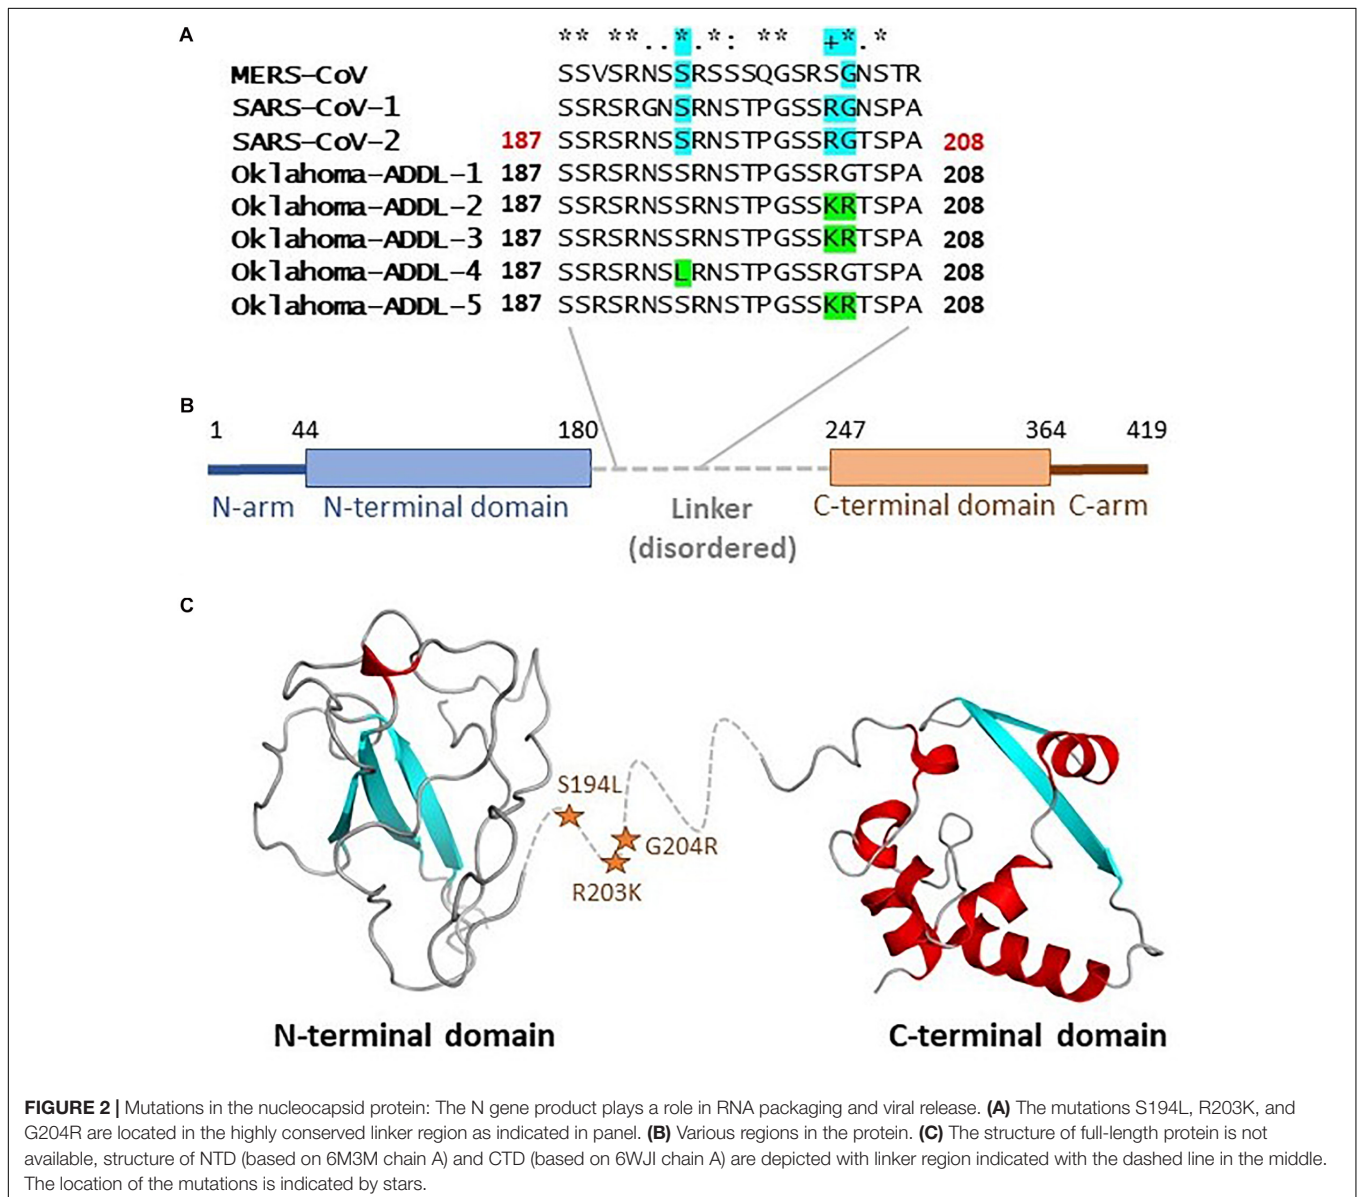 A
** **..*.*: ** +*.*
MERS-CoV SSVSRNSSRSSSQGSRSGNSTR
SARS-CoV-1 SSRSRGNSRNSTPGSSRGNSPA
SARS-CoV-2 187 SSRSRNSSRNSTPGSSRGTSPA 208
Oklahoma-ADDL-1 187 SSRSRNSSRNSTPGSSRGTSPA 208
Oklahoma-ADDL-2 187 SSRSRNSSRNSTPGSSKRTSPA 208
Oklahoma-ADDL-3 187 SSRSRNSSRNSTPGSSKRTSPA 208
Oklahoma-ADDL-4 187 SSRSRNSLRNSTPGSSRGTSPA 208
Oklahoma-ADDL-5 187 SSRSRNSSRNSTPGSSKRTSPA 208
B
1 44 180 247 364 419
N-arm N-terminal domain Linker C-terminal domain C-arm
(disordered)
C
S194L
G204R
R203K
N-terminal domain C-terminal domain
FIGURE 2 | Mutations in the nucleocapsid protein: The N gene product plays a role in RNA packaging and viral release. (A) The mutations S194L, R203K, and
G204R are located in the highly conserved linker region as indicated in panel. (B) Various regions in the protein. (C) The structure of full-length protein is not
available, structure of NTD (based on 6M3M chain A) and CTD (based on 6WJI chain A) are depicted with linker region indicated with the dashed line in the middle.
The location of the mutations is indicated by stars.